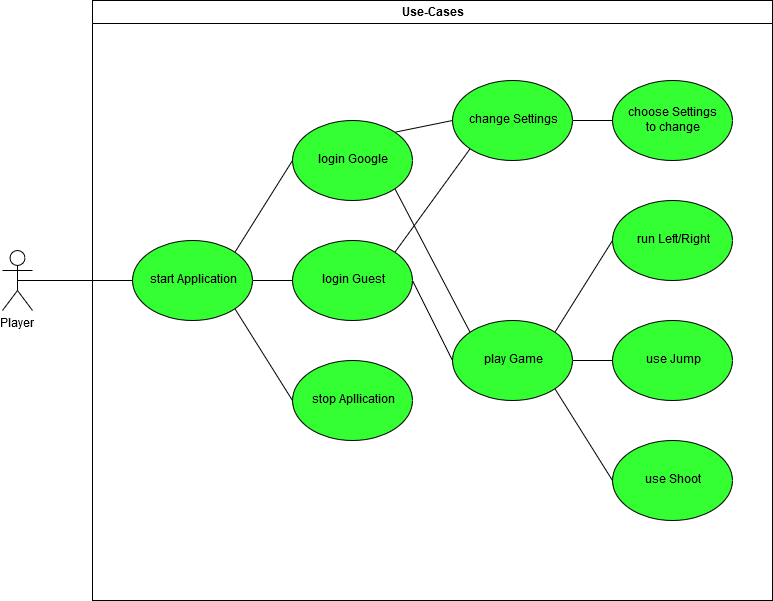 Use-Cases
change Settings
choose Settings
to change
login Google
run Left/Right
start Application
login Guest
Player
play Game
use Jump
stop Apllication
use Shoot